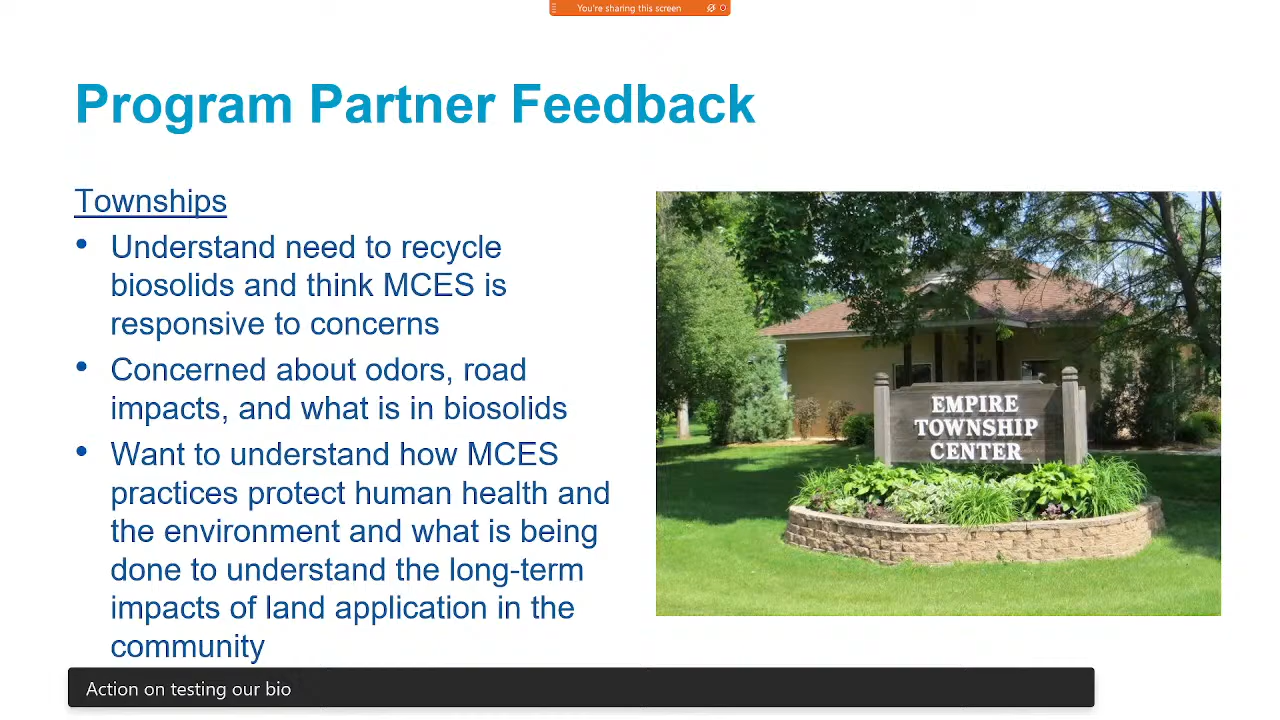 You're sharing this screen
Program Partner Feedback
Townships
• Understand need to recycle
biosolids and think MCES is
responsive to concerns
• Concerned about odors, road
impacts, and what is in biosolids
• Want to understand how MCES
practices protect human health and
the environment and what is being
done to understand the long-term
impacts of land application in the
community
EMPIRE
TOWNSHIP
CENTER
Action on testing our bio